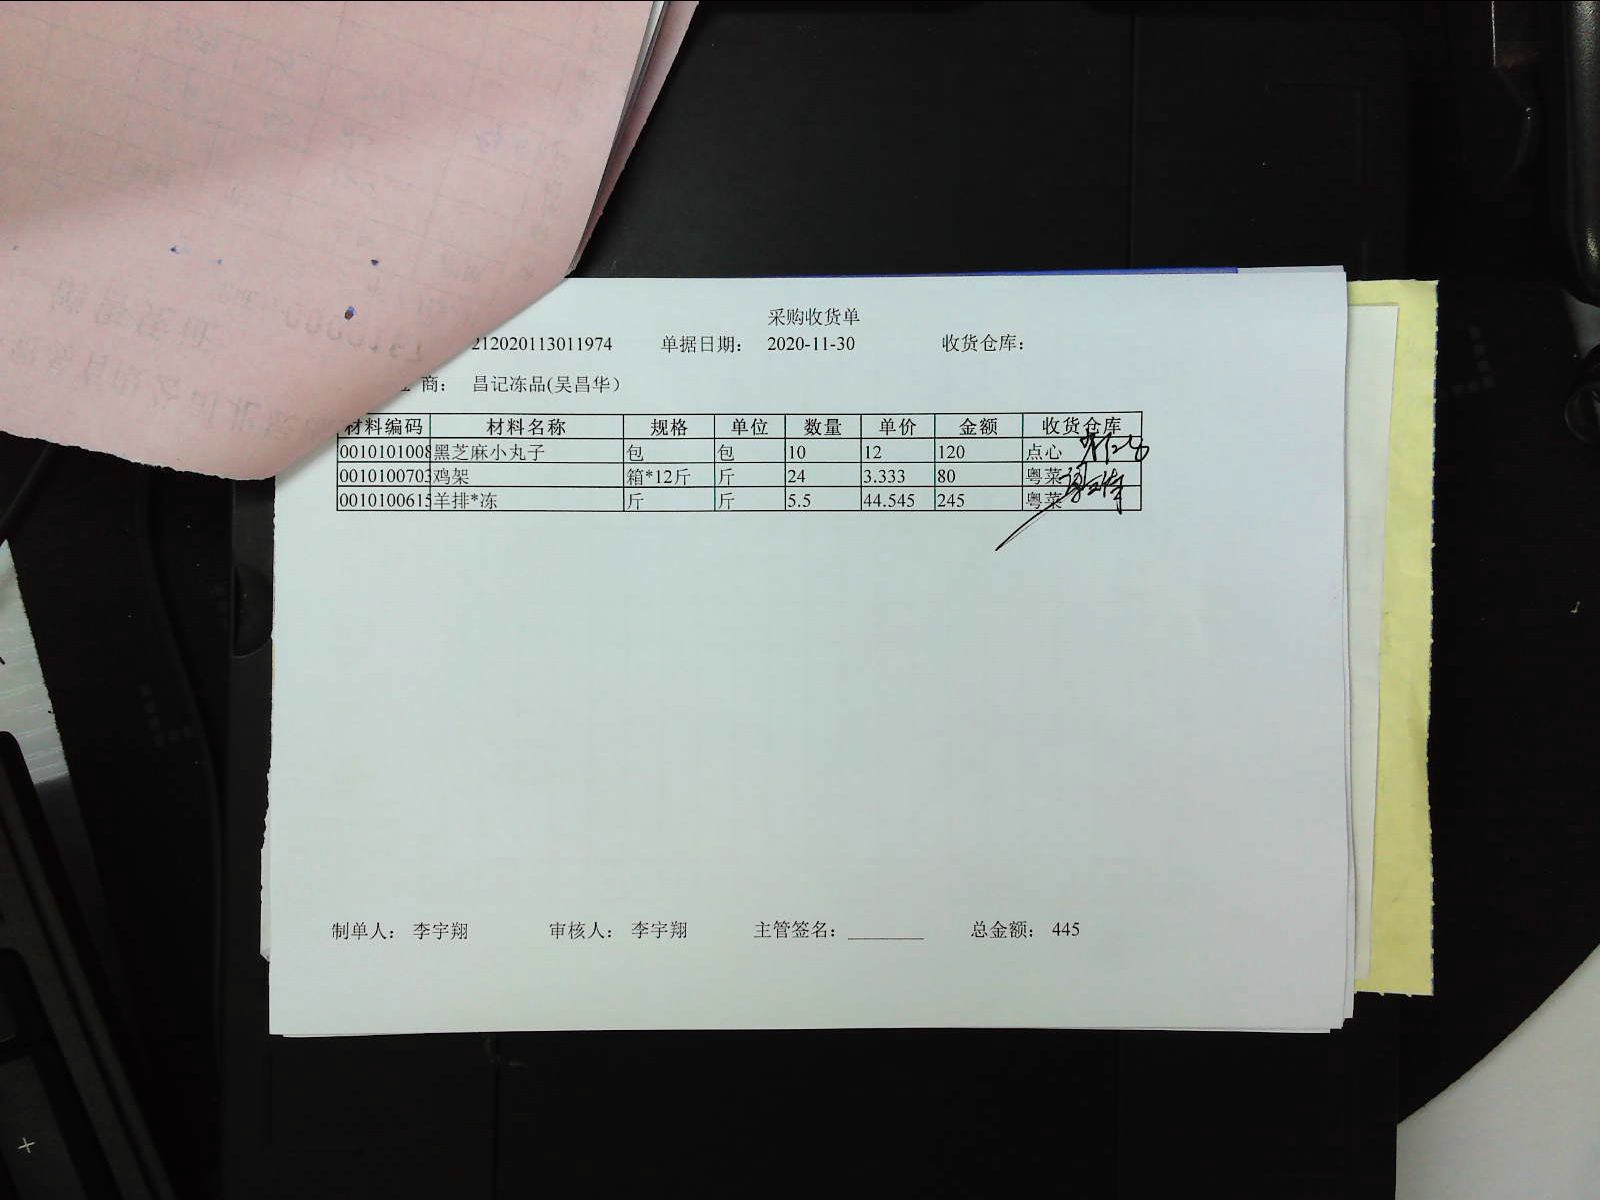 采购收货单
212020113011974 单据日期: 2020-11-30 收货仓库:
商: 昌记冻品(吴昌华)
材料编码 材料名称 规格 单位 数量 单价 金额 收货仓库
0010101008 黑芝麻小丸子 包 包 10 12 120 点心
0010100703 鸡架 箱*12斤 斤 24 3.333 80 粤菜
0010100615 羊排*冻 斤 斤 5.5 44.545 245 粤菜
制单人: 李宇翔 审核人: 李宇翔 主管签名:________ 总金额: 445